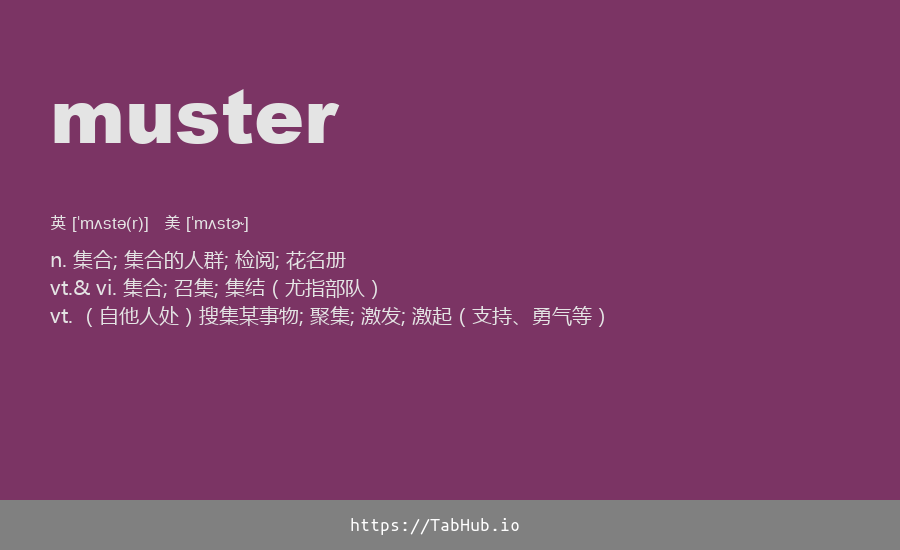 muster
英 [ˈmʌstə(r)] 美 [ˈmʌstɚ]
n. 集合; 集合的人群; 检阅; 花名册
vt.& vi. 集合; 召集; 集结（尤指部队）
vt. （自他人处）搜集某事物; 聚集; 激发; 激起（支持、勇气等）
https://TabHub.io